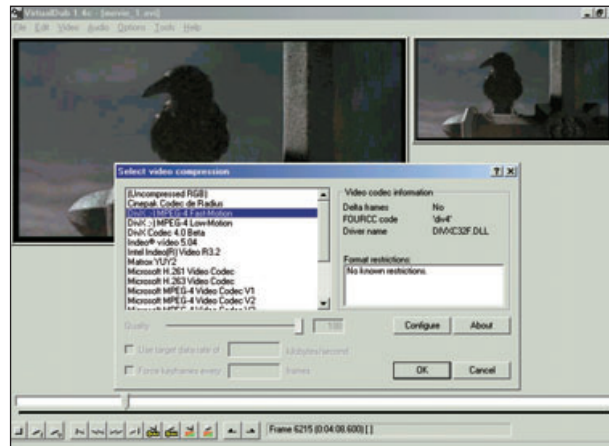 VirtualDub 1.4c - [movie_1.avi]
File Edit Video Audio Options Tools Help
Select video compression
(Uncompressed RGB)
Cinepak Codec de Radius
DivX ;-) MPEG-4 Fast-Motion
DivX ;-) MPEG-4 Low-Motion
DivX Codec 4.0 Beta
Indeo® video 5.04
Intel Indeo(R) Video R3.2
Matrox YUY2
Microsoft H.261 Video Codec
Microsoft H.263 Video Codec
Microsoft MPEG-4 Video Codec V1
Microsoft MPEG-4 Video Codec V2
Video codec information
Delta frames No
FOURCC code 'div4'
Driver name DIVXC32F.DLL
Format restrictions:
No known restrictions.
Quality 100
Configure About
Use target data rate of kilobytes/second
Force keyframes every frames
OK Cancel
Frame 6215 (0:04:08.600) [ ]